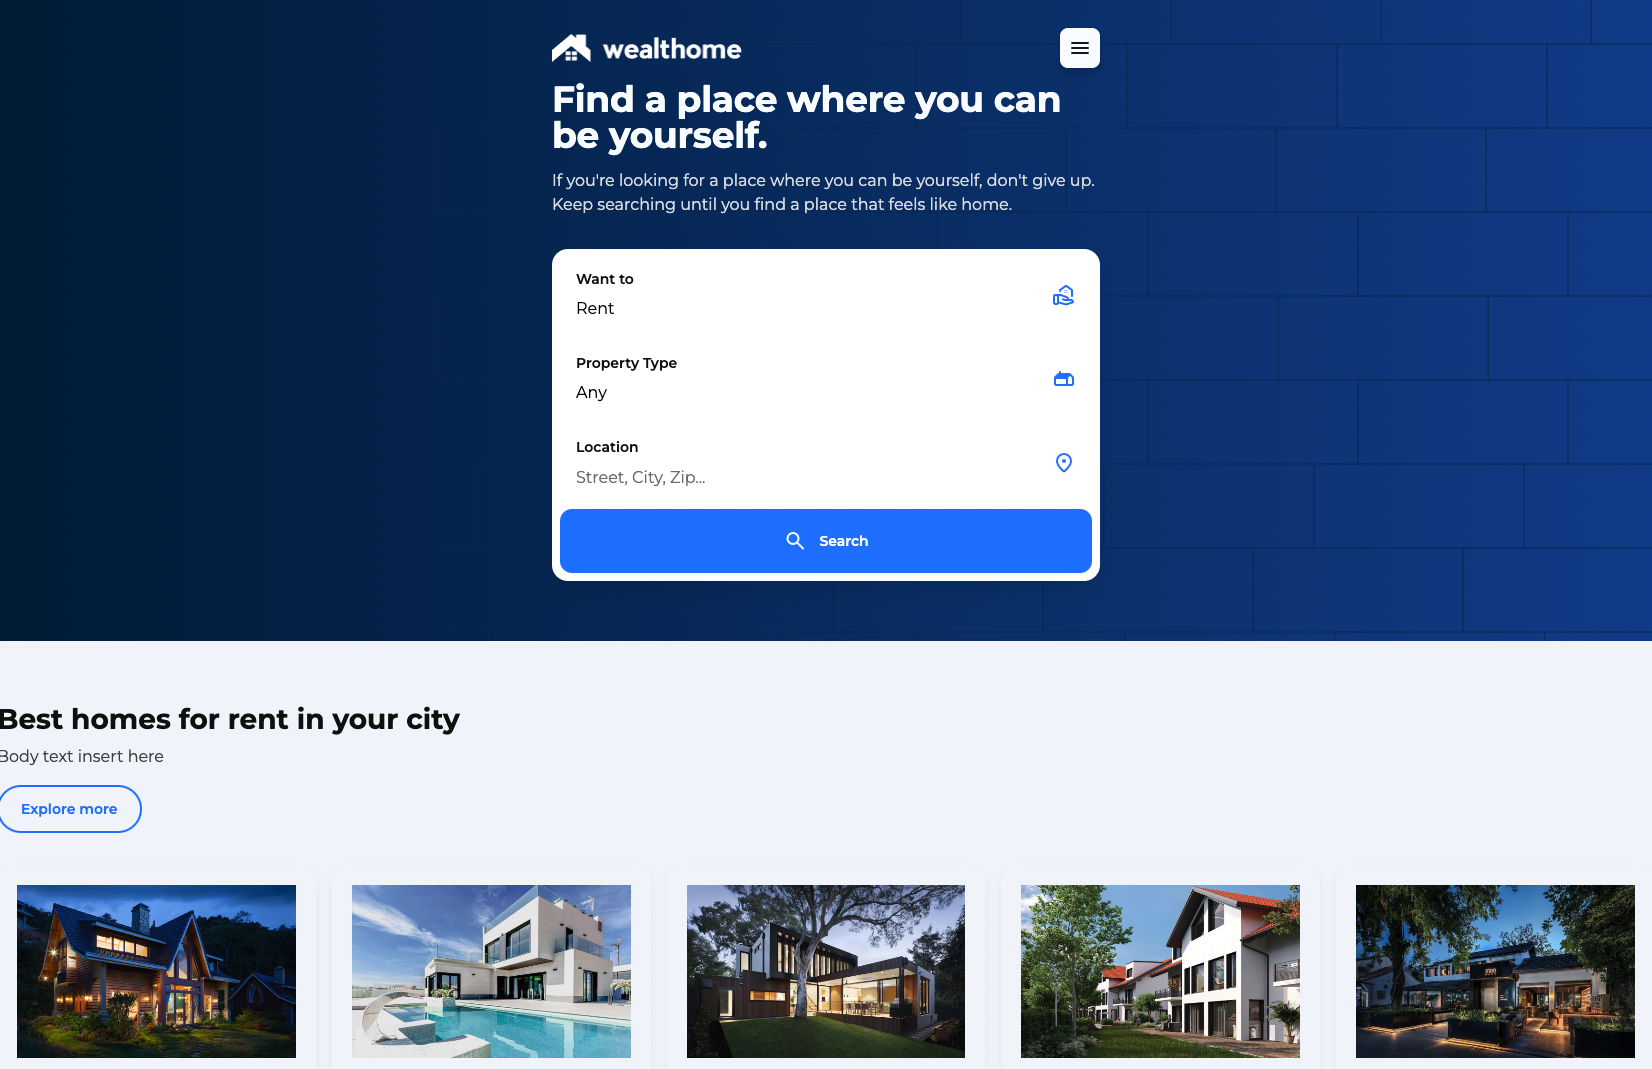 wealthome
Find a place where you can
be yourself.
If you're looking for a place where you can be yourself, don't give up.
Keep searching until you find a place that feels like home.
Want to
Rent
Property Type
Any
Location
Street, City, Zip...
Search
Best homes for rent in your city
Body text insert here
Explore more